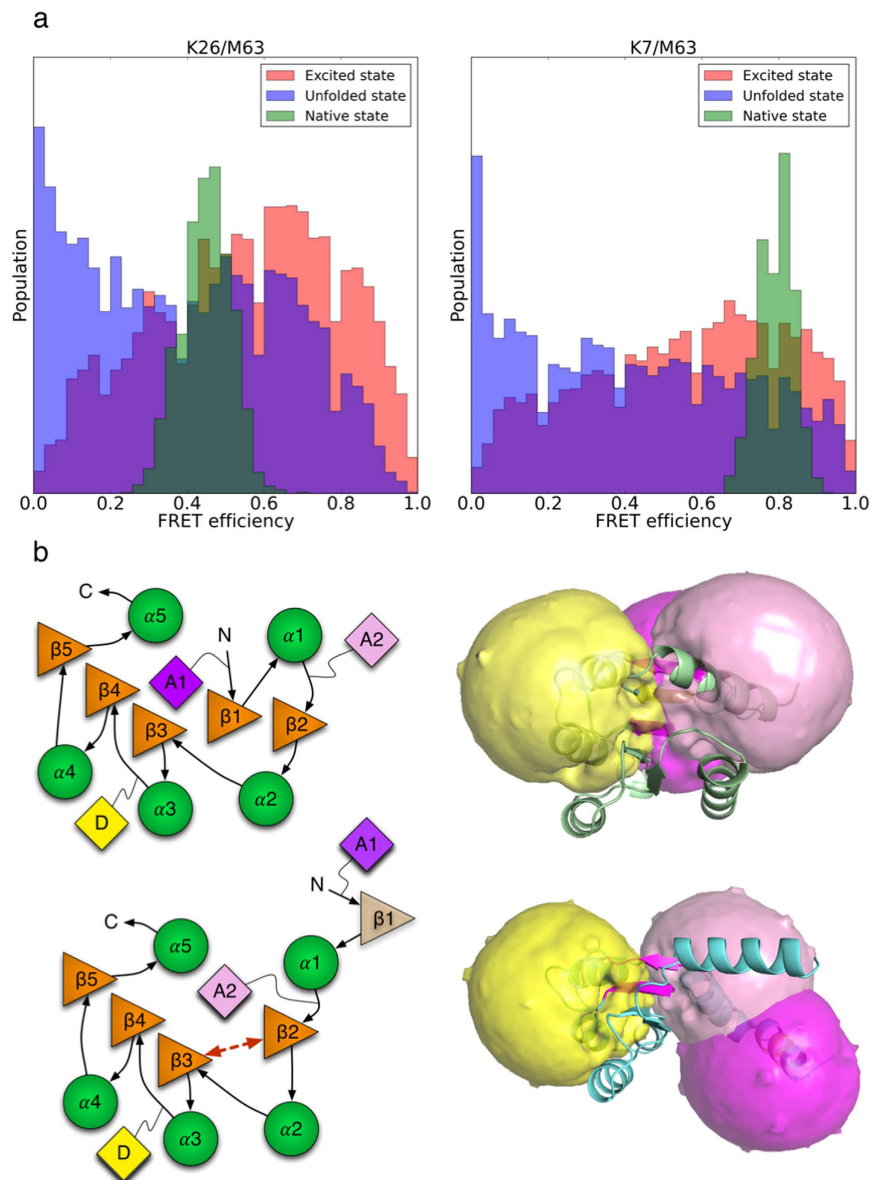 a
K26/M63
Excited state
Unfolded state
Native state
Population
0.0 0.2 0.4 0.6 0.8 1.0
FRET efficiency
K7/M63
Excited state
Unfolded state
Native state
Population
0.0 0.2 0.4 0.6 0.8 1.0
FRET efficiency
b
C
α5
N
α1
A2
β5
A1
β4
β1
β3
β2
α4
α2
α3
D
A1
N
β1
C
α5
α1
β5
A2
β4
β2
β3
α4
α2
α3
D